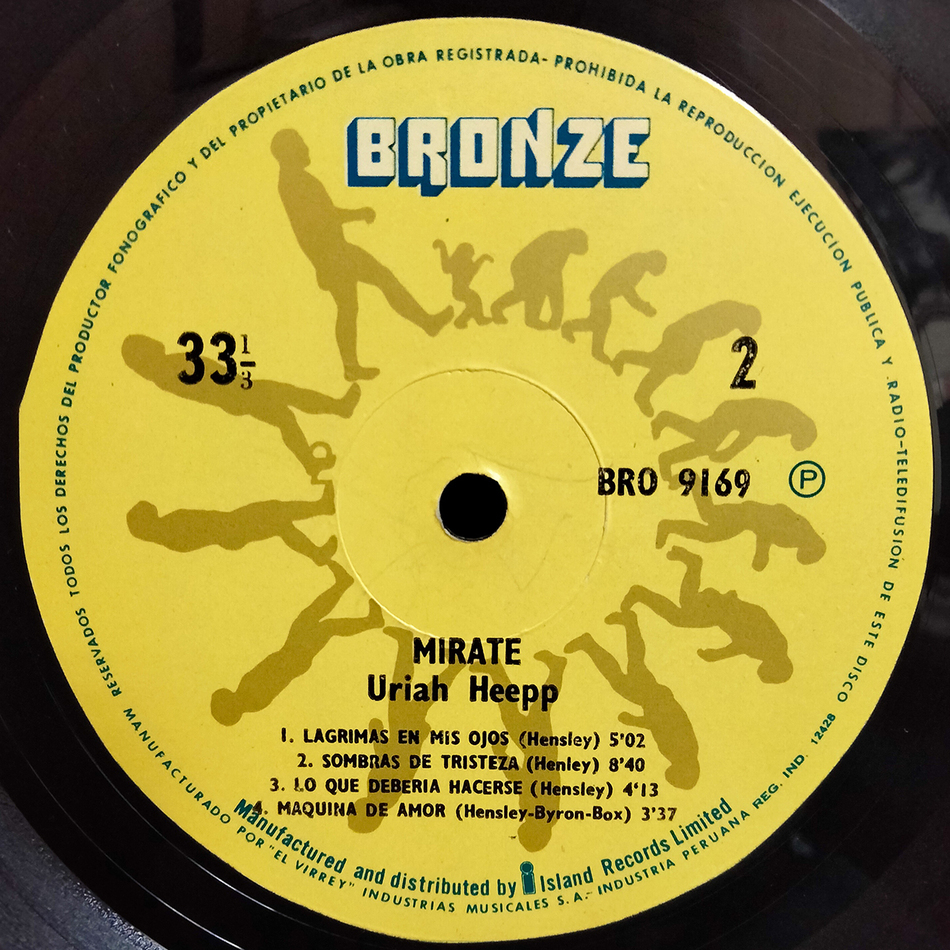 RESERVADOS TODOS LOS DERECHOS DEL PRODUCTOR FONOGRAFICO Y DEL PROPIETARIO DE LA OBRA REGISTRADA- PROHIBIDA LA REPRODUCCION EJECUCION PUBLICA Y RADIO-TELEDIFUSION DE ESTE DISCO
BRONZE
33 1/3
2
BRO 9169 Ⓟ
MIRATE
Uriah Heepp
1. LAGRIMAS EN MIS OJOS (Hensley) 5'02
2. SOMBRAS DE TRISTEZA (Henley) 8'40
3. LO QUE DEBERIA HACERSE (Hensley) 4'13
4. MAQUINA DE AMOR (Hensley-Byron-Box) 3'37
Manufactured and distributed by i Island Records Limited
MANUFACTURADO POR "EL VIRREY" INDUSTRIAS MUSICALES S.A.- INDUSTRIA PERUANA REG. IND. 12428